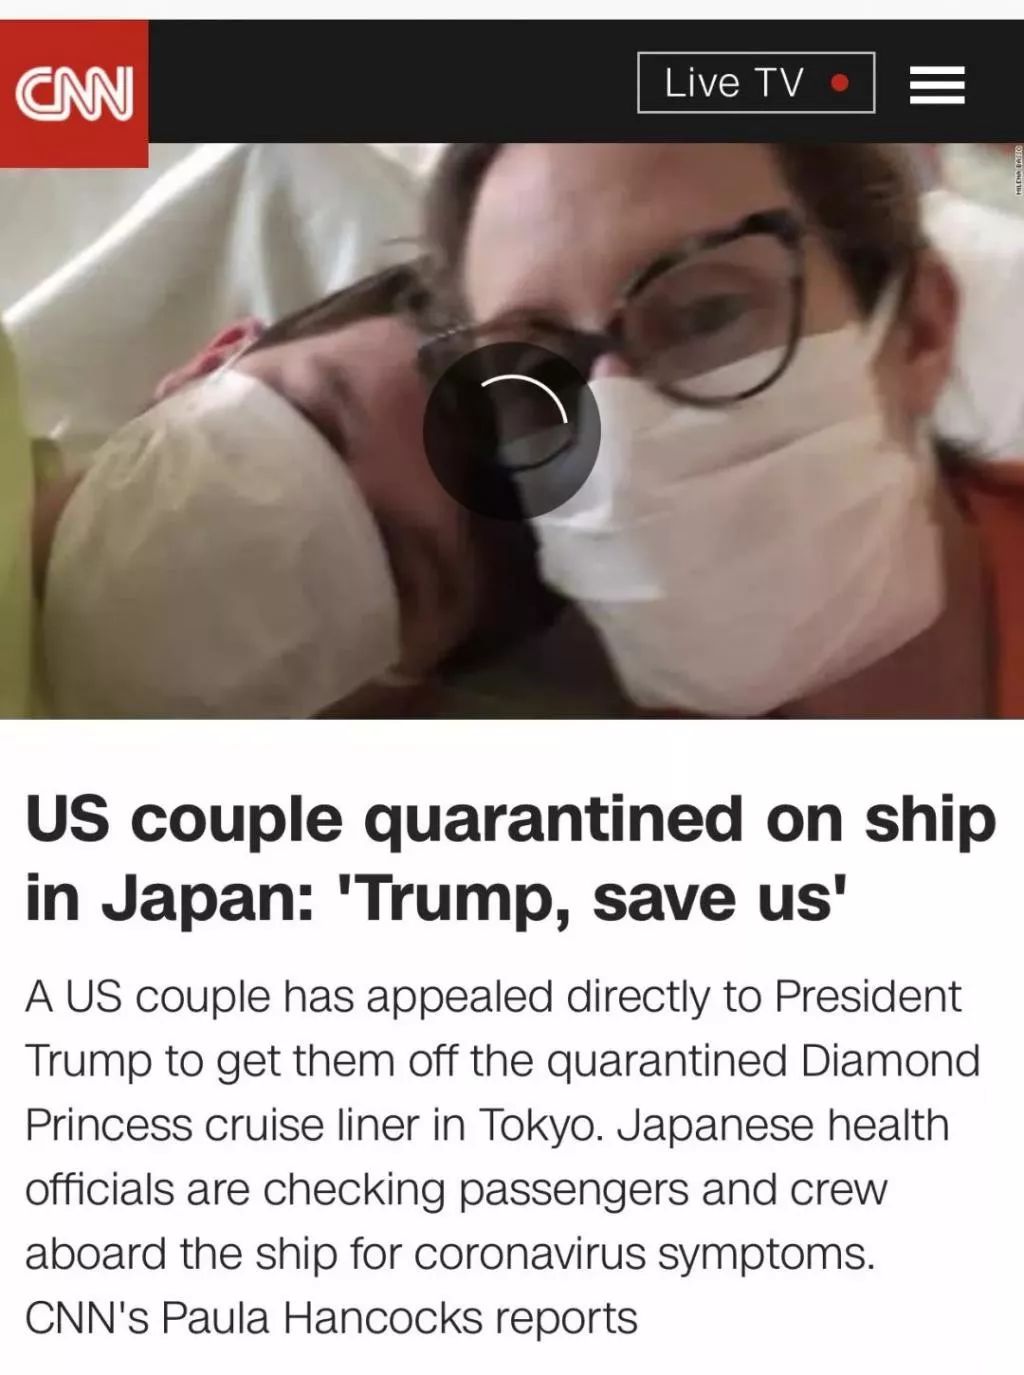 CNN
Live TV
US couple quarantined on ship
in Japan: 'Trump, save us'
A US couple has appealed directly to President
Trump to get them off the quarantined Diamond
Princess cruise liner in Tokyo. Japanese health
officials are checking passengers and crew
aboard the ship for coronavirus symptoms.
CNN's Paula Hancocks reports